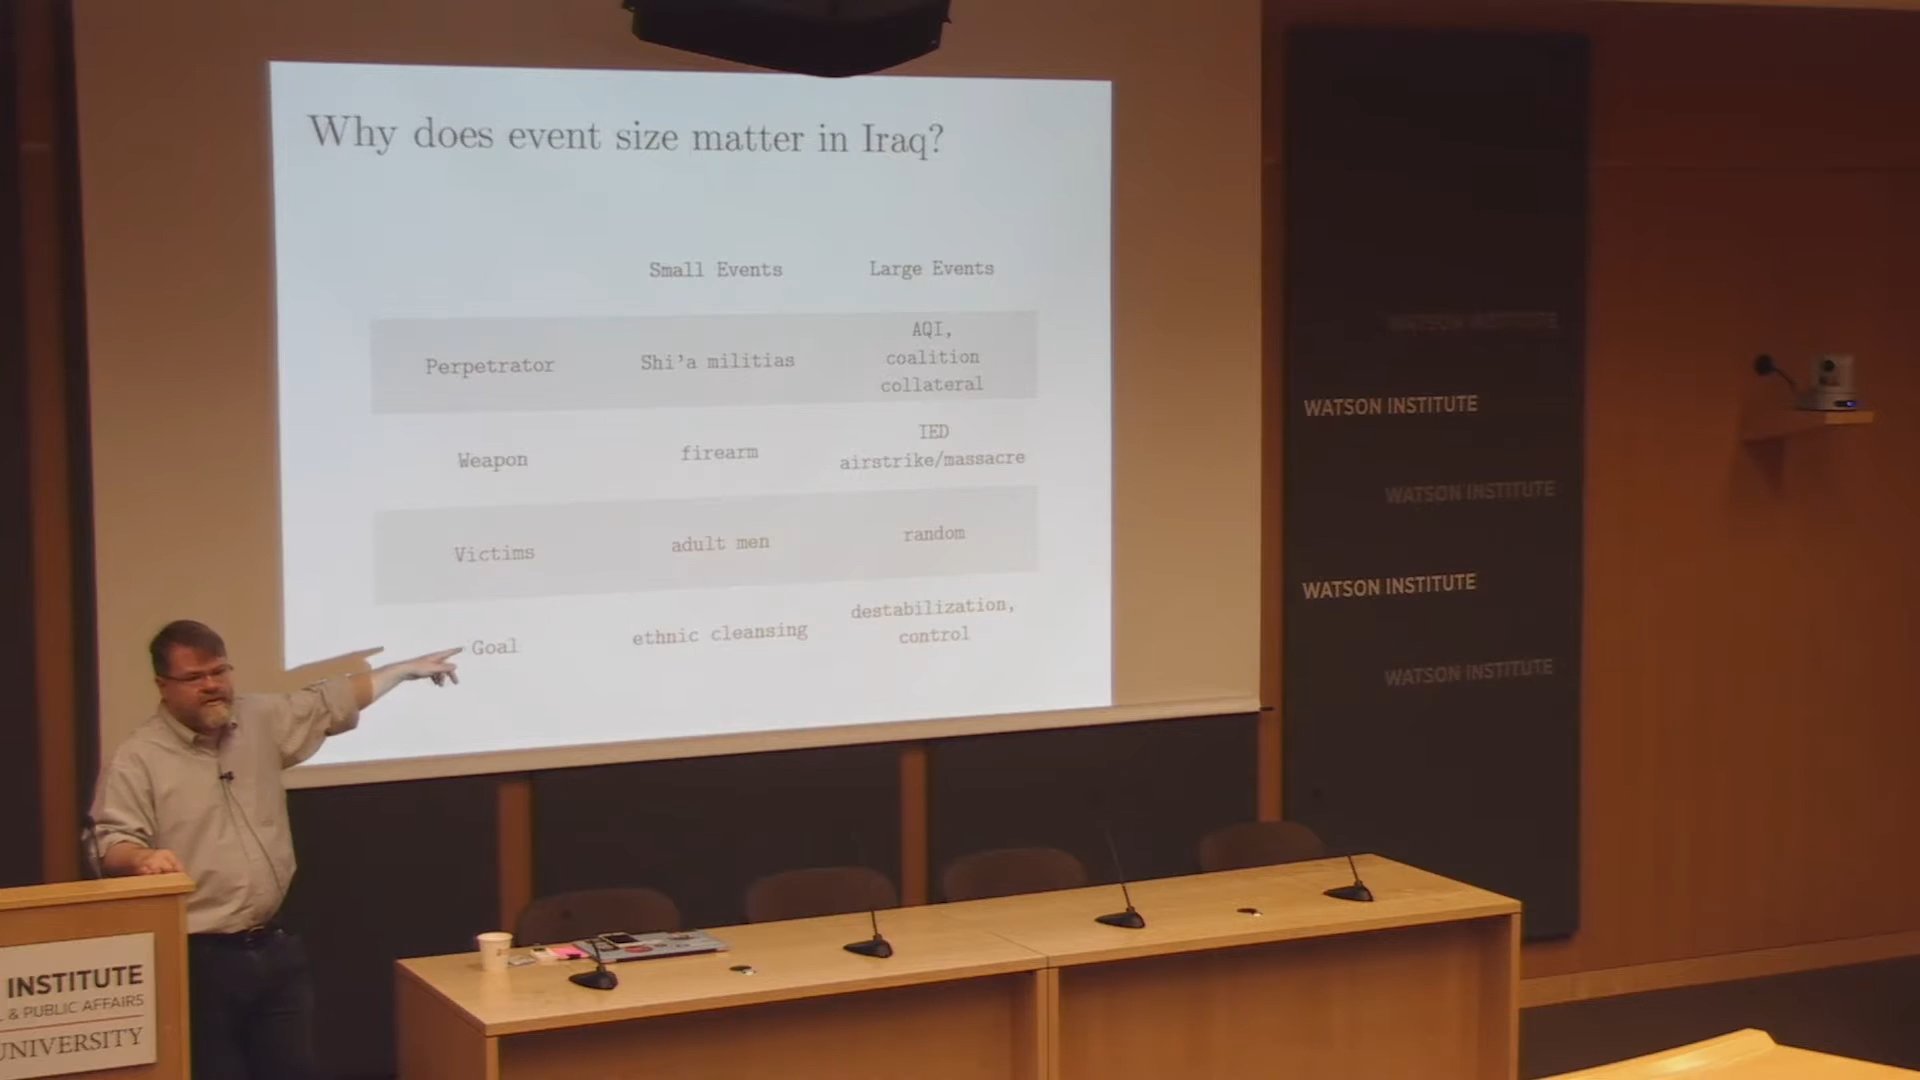 Why does event size matter in Iraq?
Small Events Large Events
Perpetrator Shi'a militias AQI,
coalition
collateral
Weapon firearm IED
airstrike/massacre
Victims adult men random
Goal ethnic cleansing destabilization,
control
WATSON INSTITUTE
WATSON INSTITUTE
WATSON INSTITUTE
WATSON INSTITUTE
WATSON INSTITUTE
INSTITUTE
& PUBLIC AFFAIRS
UNIVERSITY